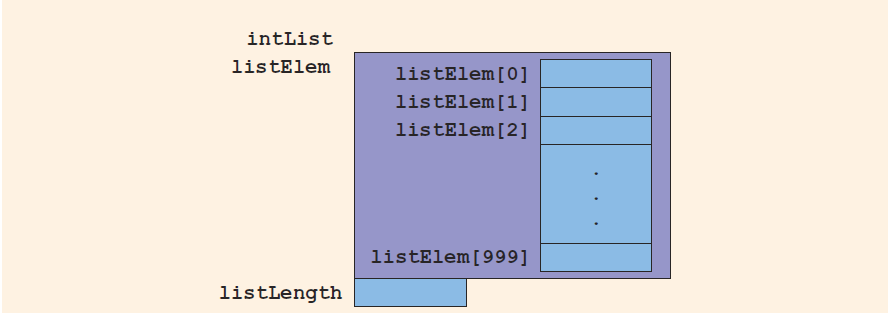 intList
listElem
listElem[0]
listElem[1]
listElem[2]
.
.
.
listElem[999]
listLength